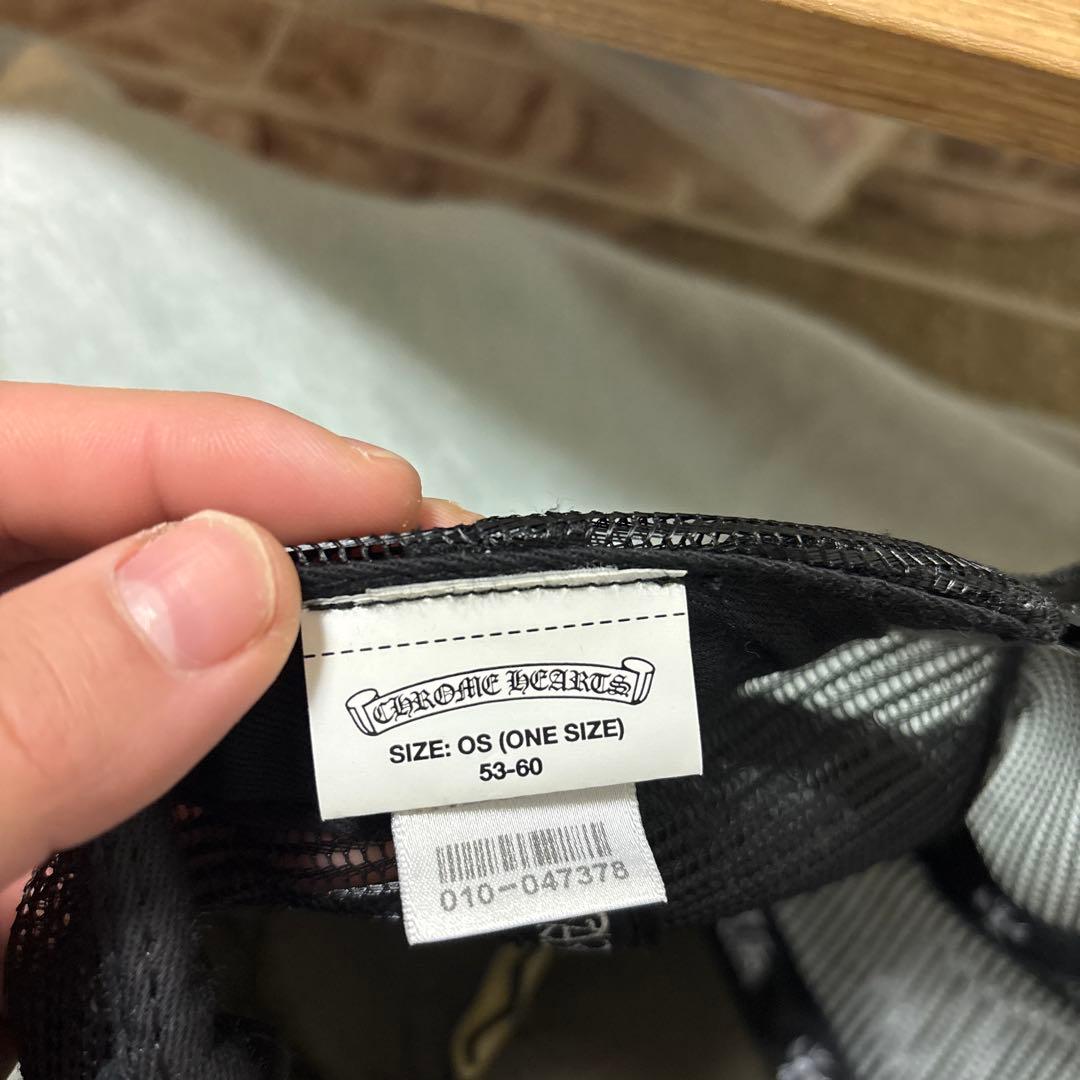 CHROME HEARTS
SIZE: OS (ONE SIZE)
53-60
010-047378